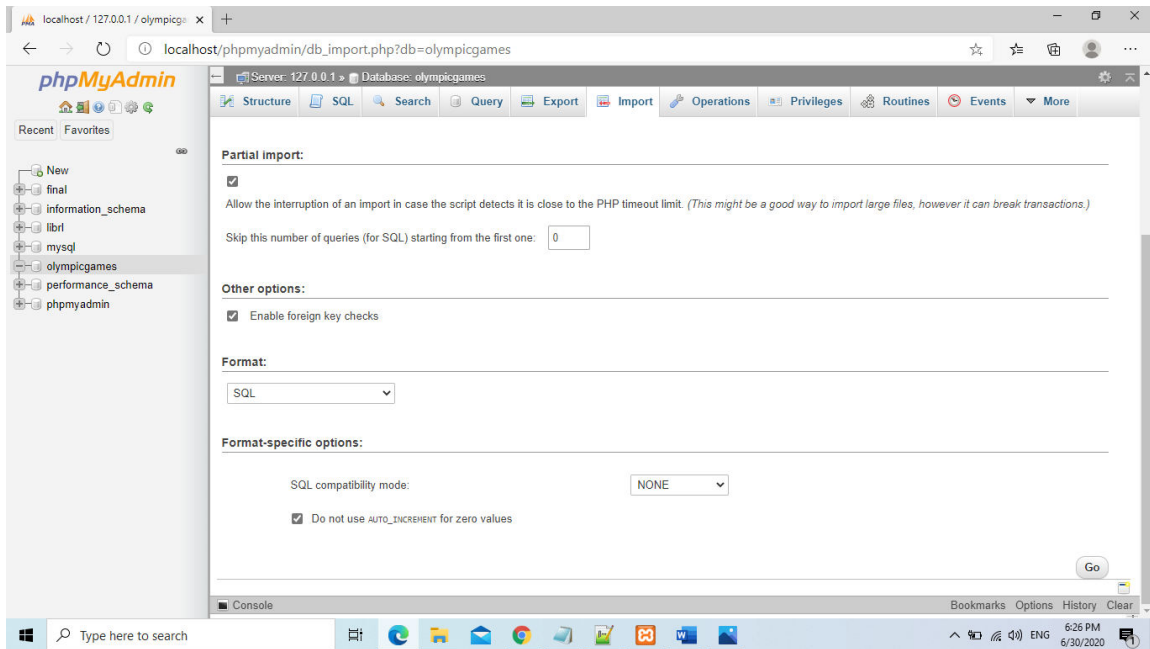 localhost / 127.0.0.1 / olympicga
localhost/phpmyadmin/db_import.php?db=olympicgames
phpMyAdmin
Recent Favorites
New
final
information_schema
librl
mysql
olympicgames
performance_schema
phpmyadmin
Server: 127.0.0.1 » Database: olympicgames
Structure SQL Search Query Export Import Operations Privileges Routines Events More
Partial import:
Allow the interruption of an import in case the script detects it is close to the PHP timeout limit. (This might be a good way to import large files, however it can break transactions.)
Skip this number of queries (for SQL) starting from the first one: 0
Other options:
Enable foreign key checks
Format:
SQL
Format-specific options:
SQL compatibility mode: NONE
Do not use AUTO_INCREMENT for zero values
Go
Console Bookmarks Options History Clear
Type here to search
ENG
6:26 PM
6/30/2020